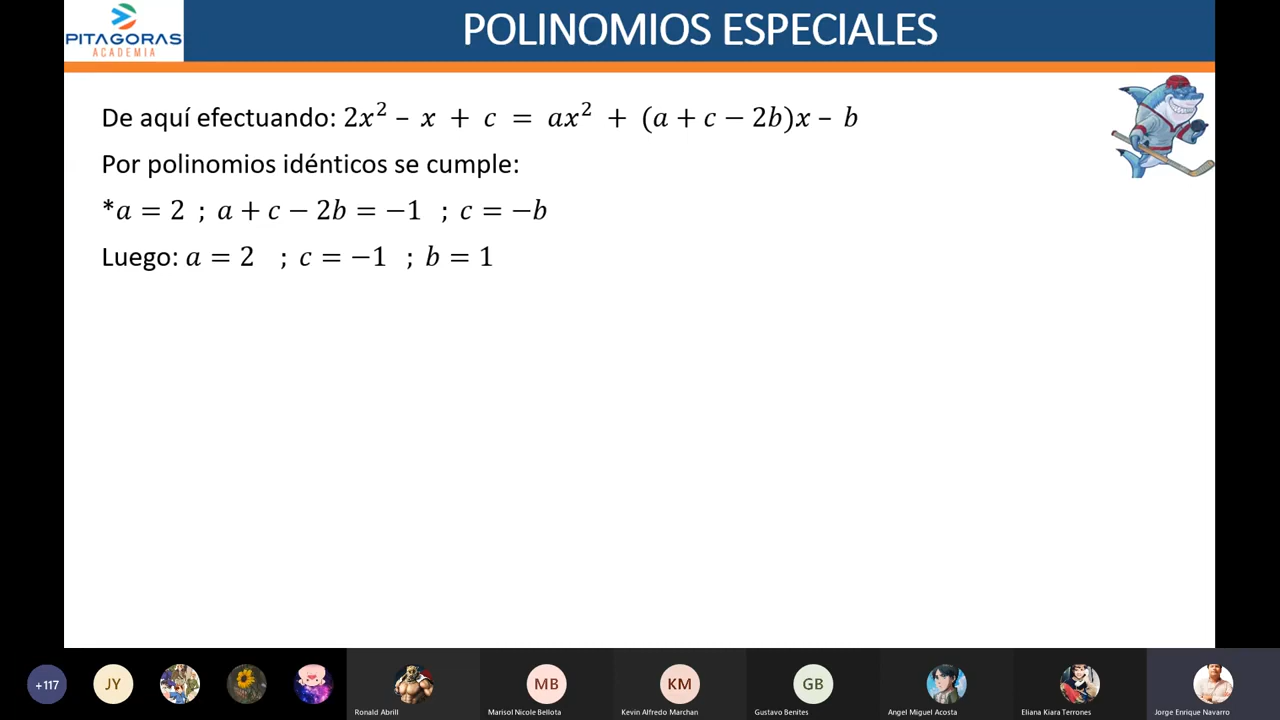 PITAGORAS
ACADEMIA
POLINOMIOS ESPECIALES
De aquí efectuando: 2x² – x + c = ax² + (a + c − 2b)x – b
Por polinomios idénticos se cumple:
*a = 2 ; a + c − 2b = −1 ; c = −b
Luego: a = 2 ; c = −1 ; b = 1
+117
JY
MB
KM
GB
Ronald Abrill
Marisol Nicole Bellota
Kevin Alfredo Marchan
Gustavo Benites
Angel Miguel Acosta
Eliana Kiara Terrones
Jorge Enrique Navarro